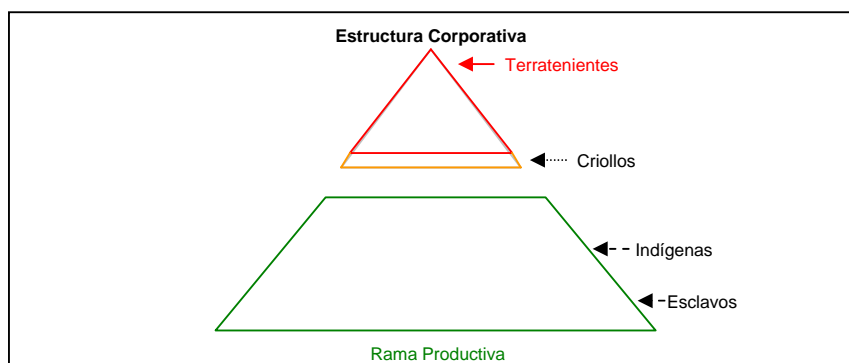 Estructura Corporativa
Terratenientes
Criollos
Indígenas
Esclavos
Rama Productiva